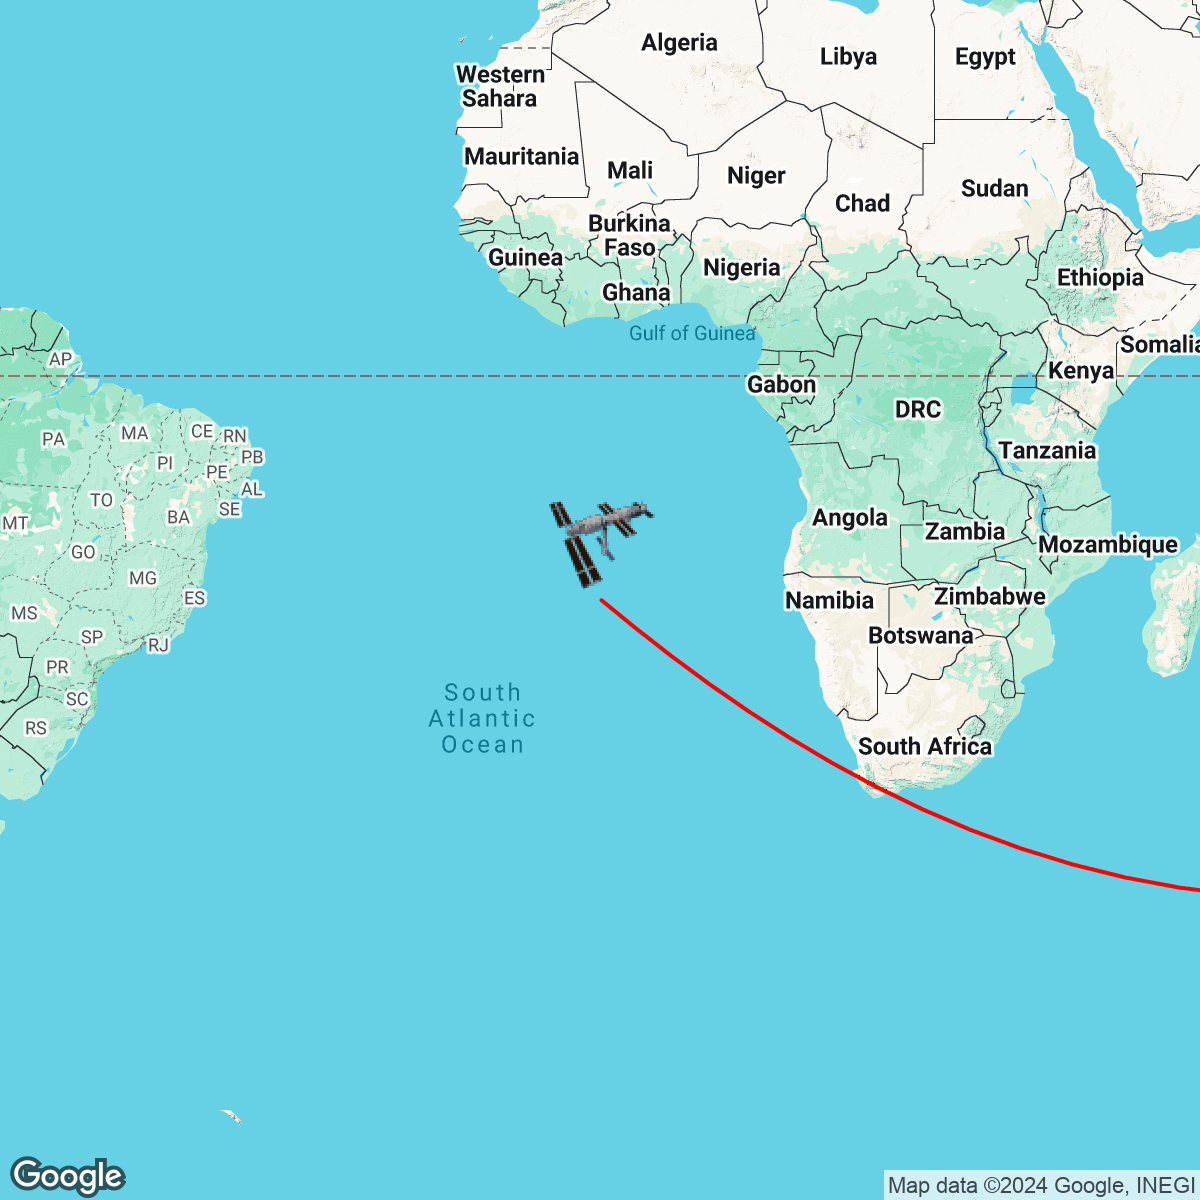 Algeria
Libya
Egypt
Western
Sahara
Mauritania
Mali
Niger
Chad
Sudan
Burkina
Faso
Guinea
Nigeria
Ethiopia
Ghana
Gulf of Guinea
Somalia
AP
Kenya
Gabon
DRC
PA
MA
CE
RN
PB
PI
PE
Tanzania
TO
AL
SE
BA
MT
Angola
Zambia
Mozambique
GO
MG
ES
Namibia
Zimbabwe
MS
SP
RJ
Botswana
PR
SC
RS
South
Atlantic
Ocean
South Africa
Google
Map data ©2024 Google, INEGI